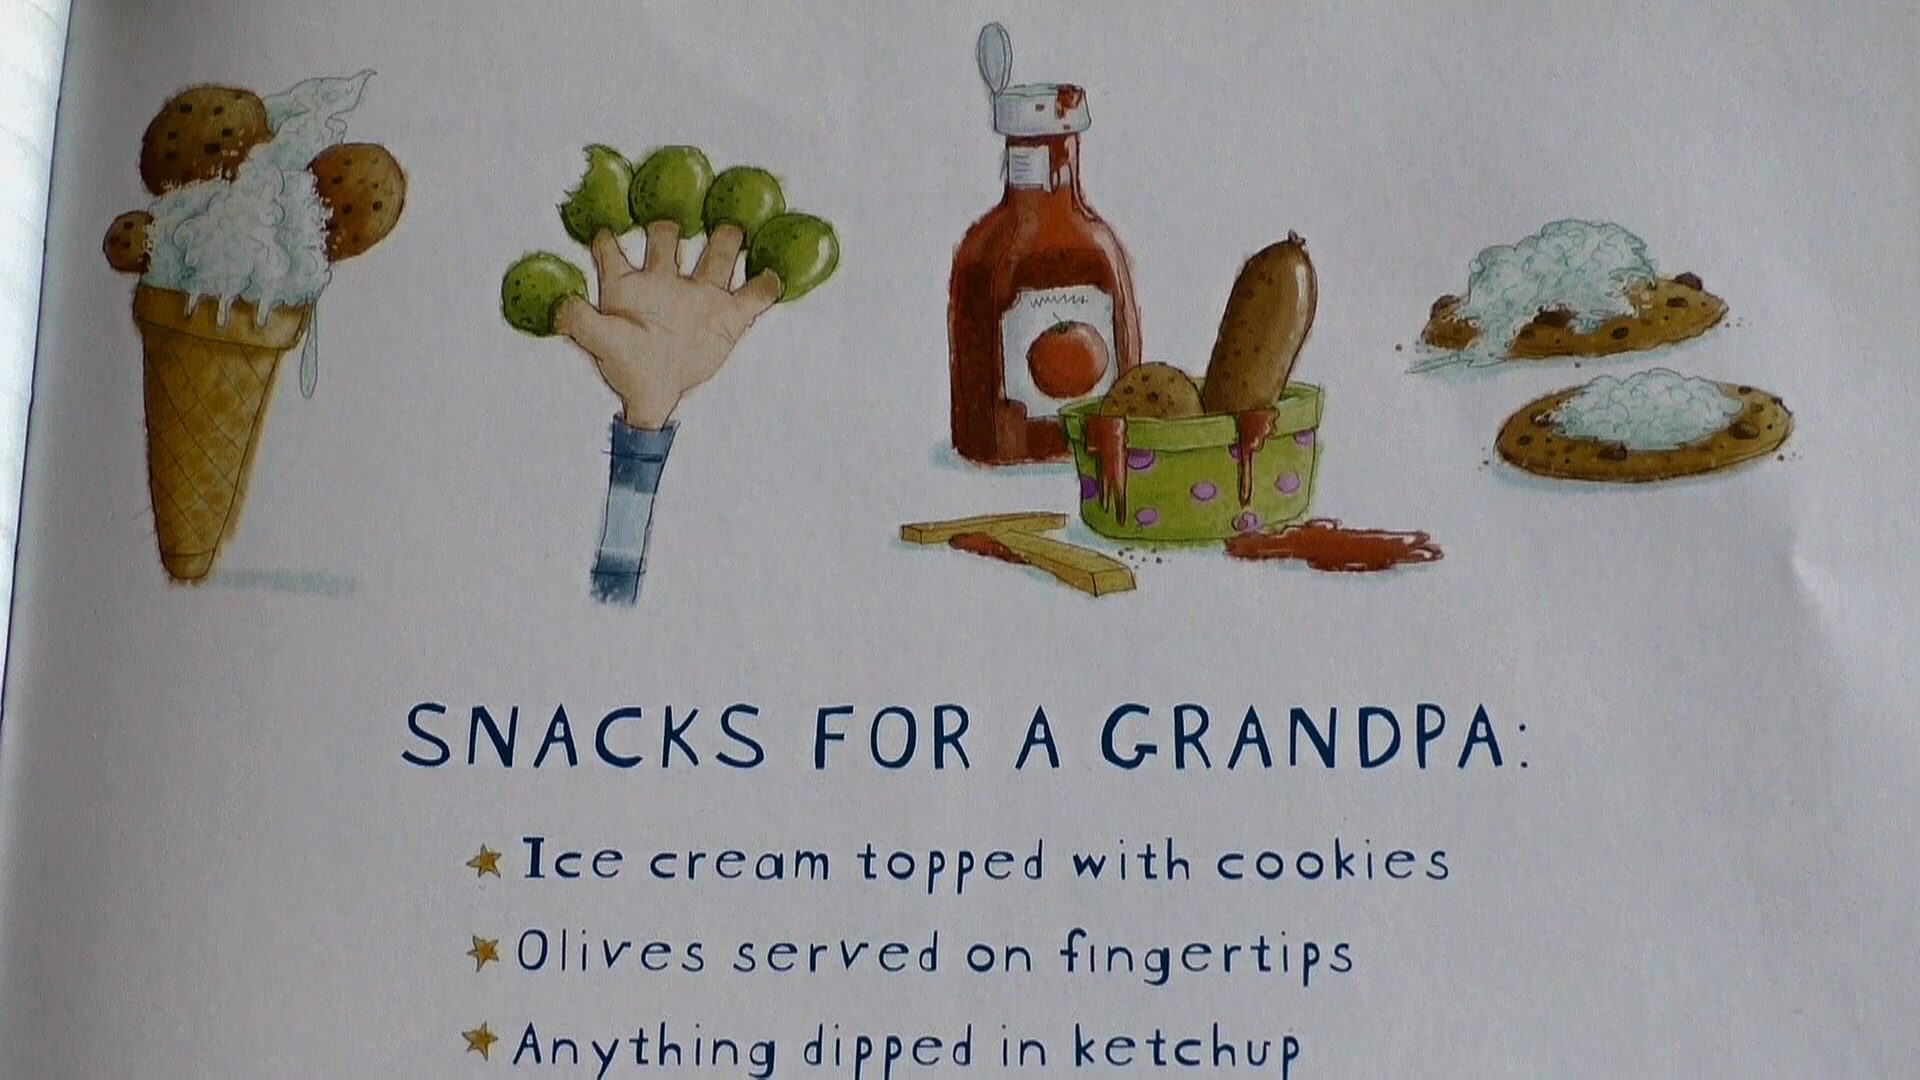 SNACKS FOR A GRANDPA:
Ice cream topped with cookies
Olives served on fingertips
Anything dipped in ketchup